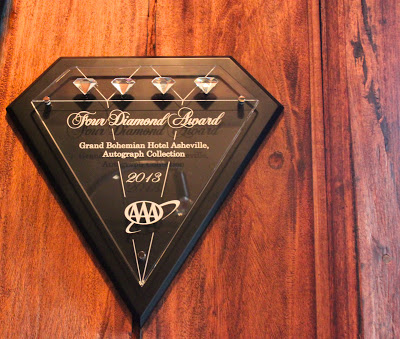 Four Diamond Award
Grand Bohemian Hotel Asheville,
Autograph Collection
2013
AAA